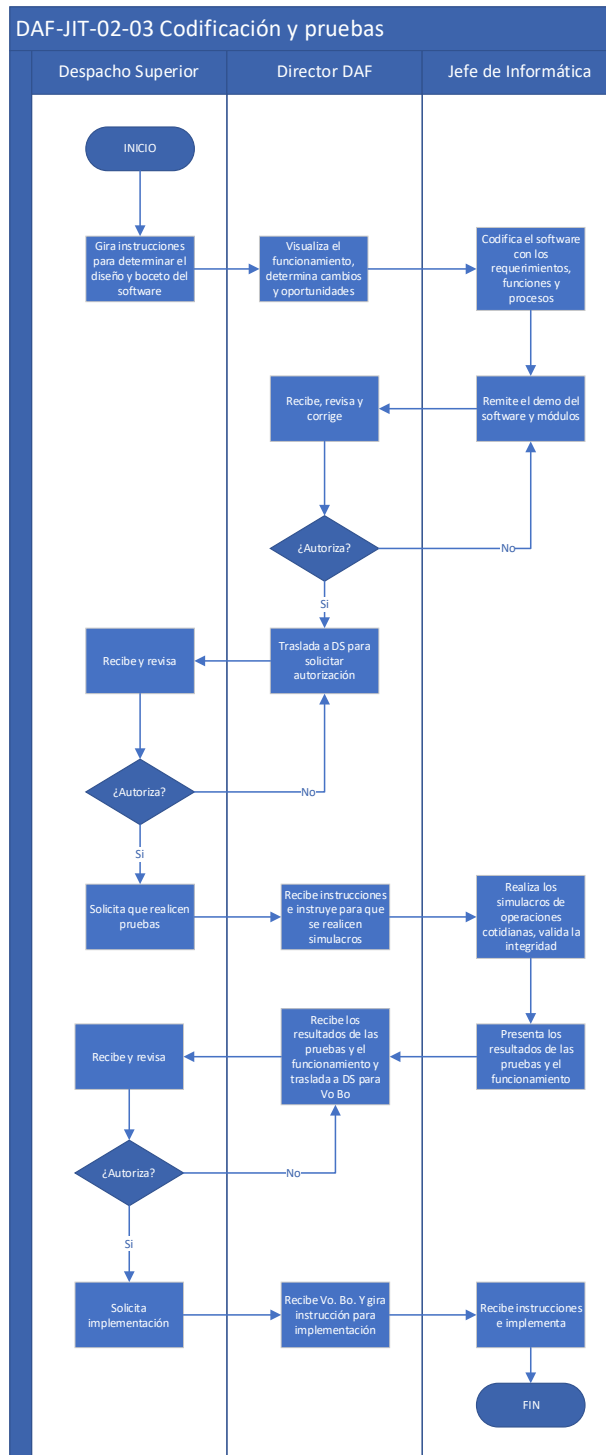 DAF-JIT-02-03 Codificación y pruebas
Despacho Superior
Director DAF
Jefe de Informática
INICIO
Gira instrucciones
para determinar el
diseño y boceto del
software
Visualiza el
funcionamiento,
determina cambios
y oportunidades
Codifica el software
con los
requerimientos,
funciones y
procesos
Recibe, revisa y
corrige
Remite el demo del
software y módulos
¿Autoriza?
No
Si
Recibe y revisa
Traslada a DS para
solicitar
autorización
¿Autoriza?
No
Si
Solicita que realicen
pruebas
Recibe instrucciones
e instruye para que
se realicen
simulacros
Realiza los
simulacros de
operaciones
cotidianas, valida la
integridad
Recibe y revisa
Recibe los
resultados de las
pruebas y el
funcionamiento y
traslada a DS para
Vo Bo
Presenta los
resultados de las
pruebas y el
funcionamiento
¿Autoriza?
No
Si
Solicita
implementación
Recibe Vo. Bo. Y gira
instrucción para
implementación
Recibe instrucciones
e implementa
FIN